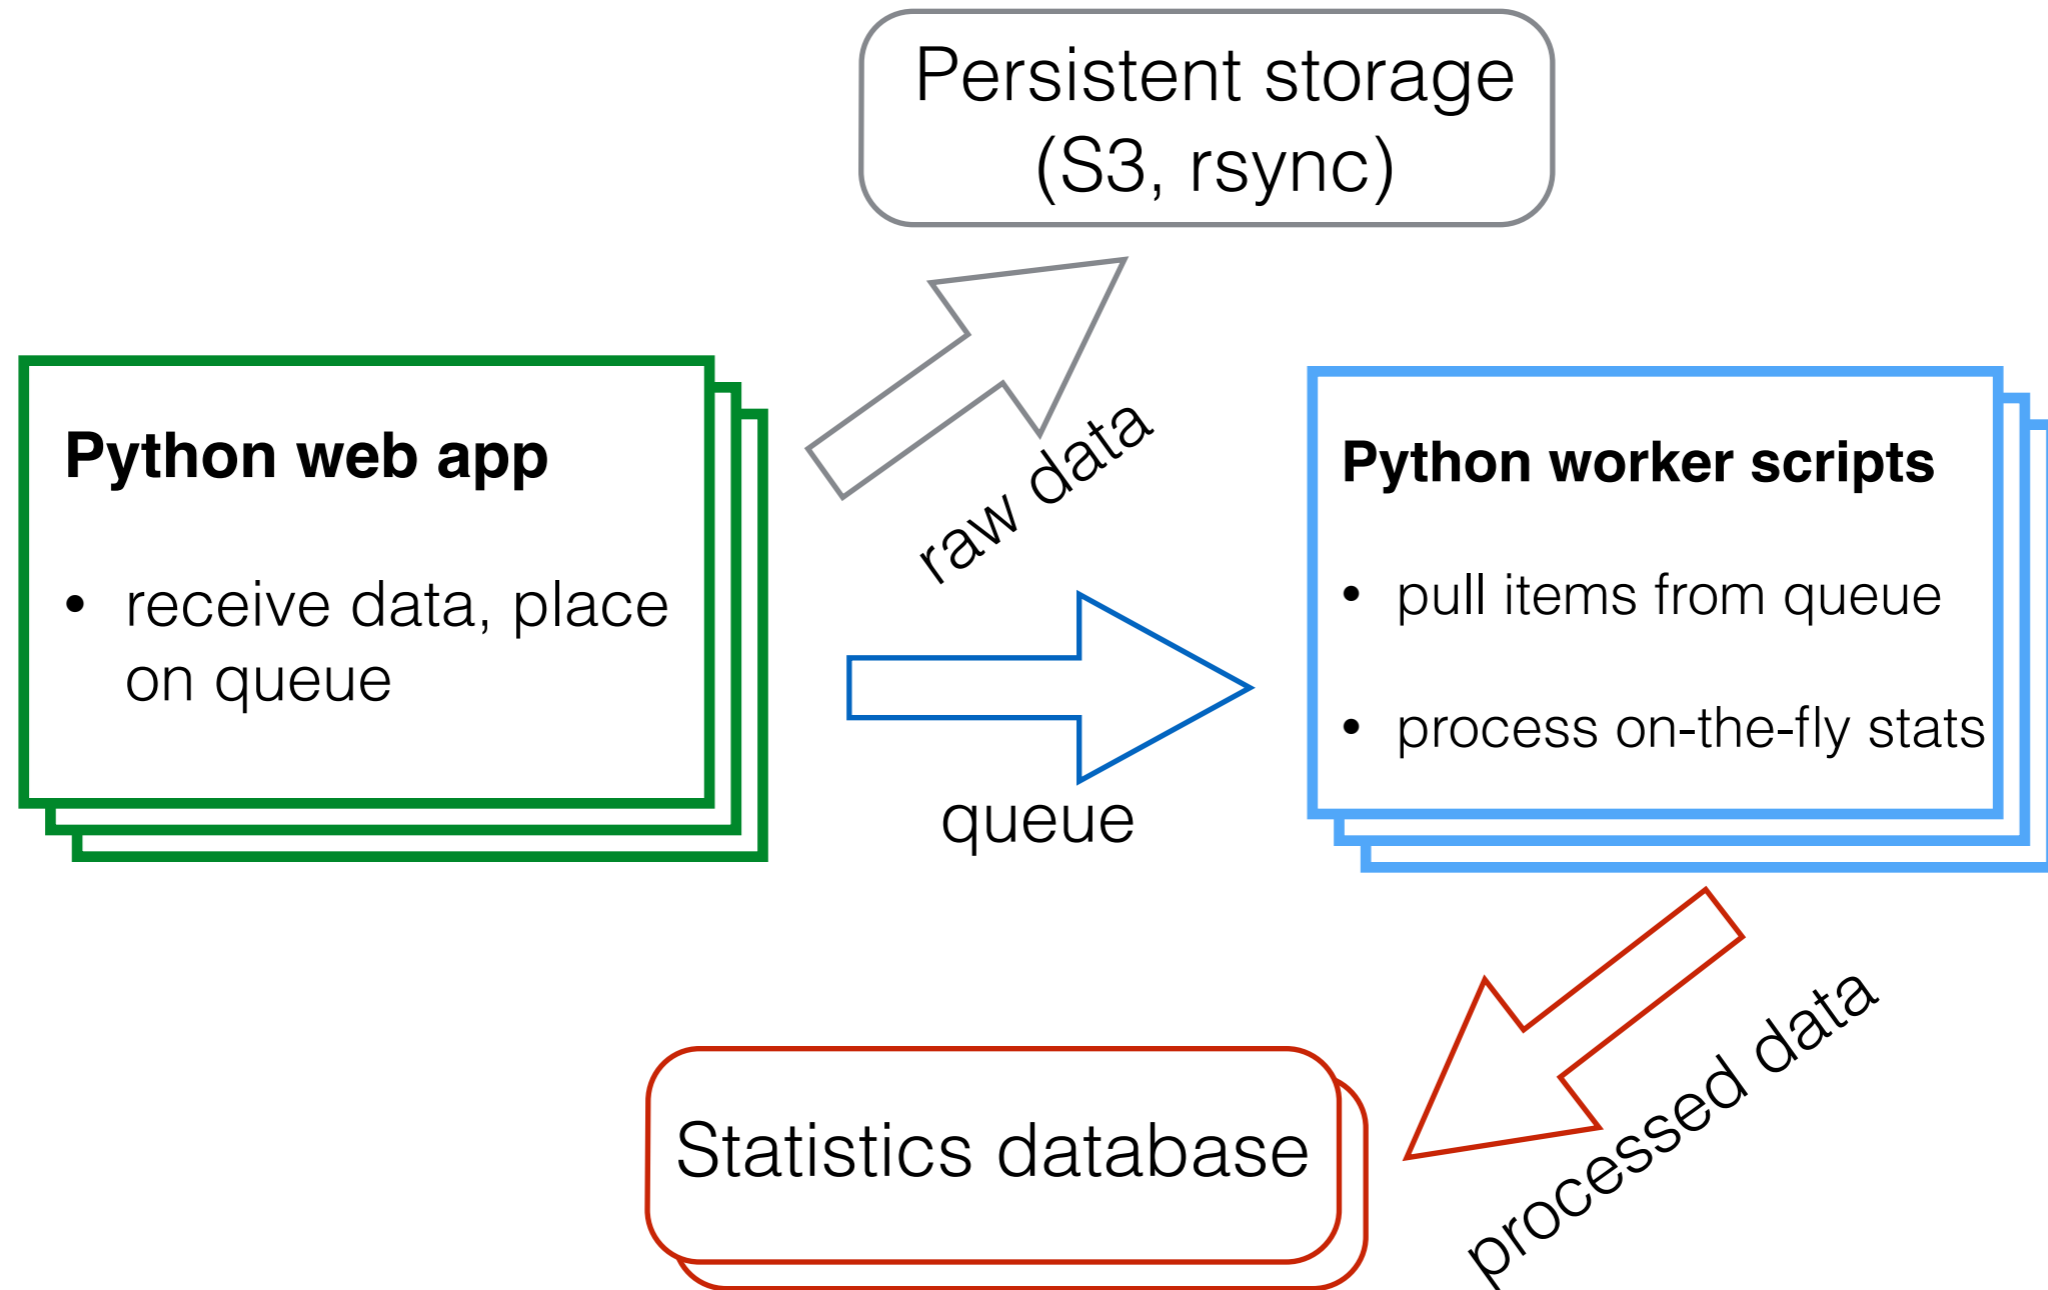 Persistent storage
(S3, rsync)
raw data
Python web app
• receive data, place
on queue
queue
Python worker scripts
• pull items from queue
• process on-the-fly stats
processed data
Statistics database